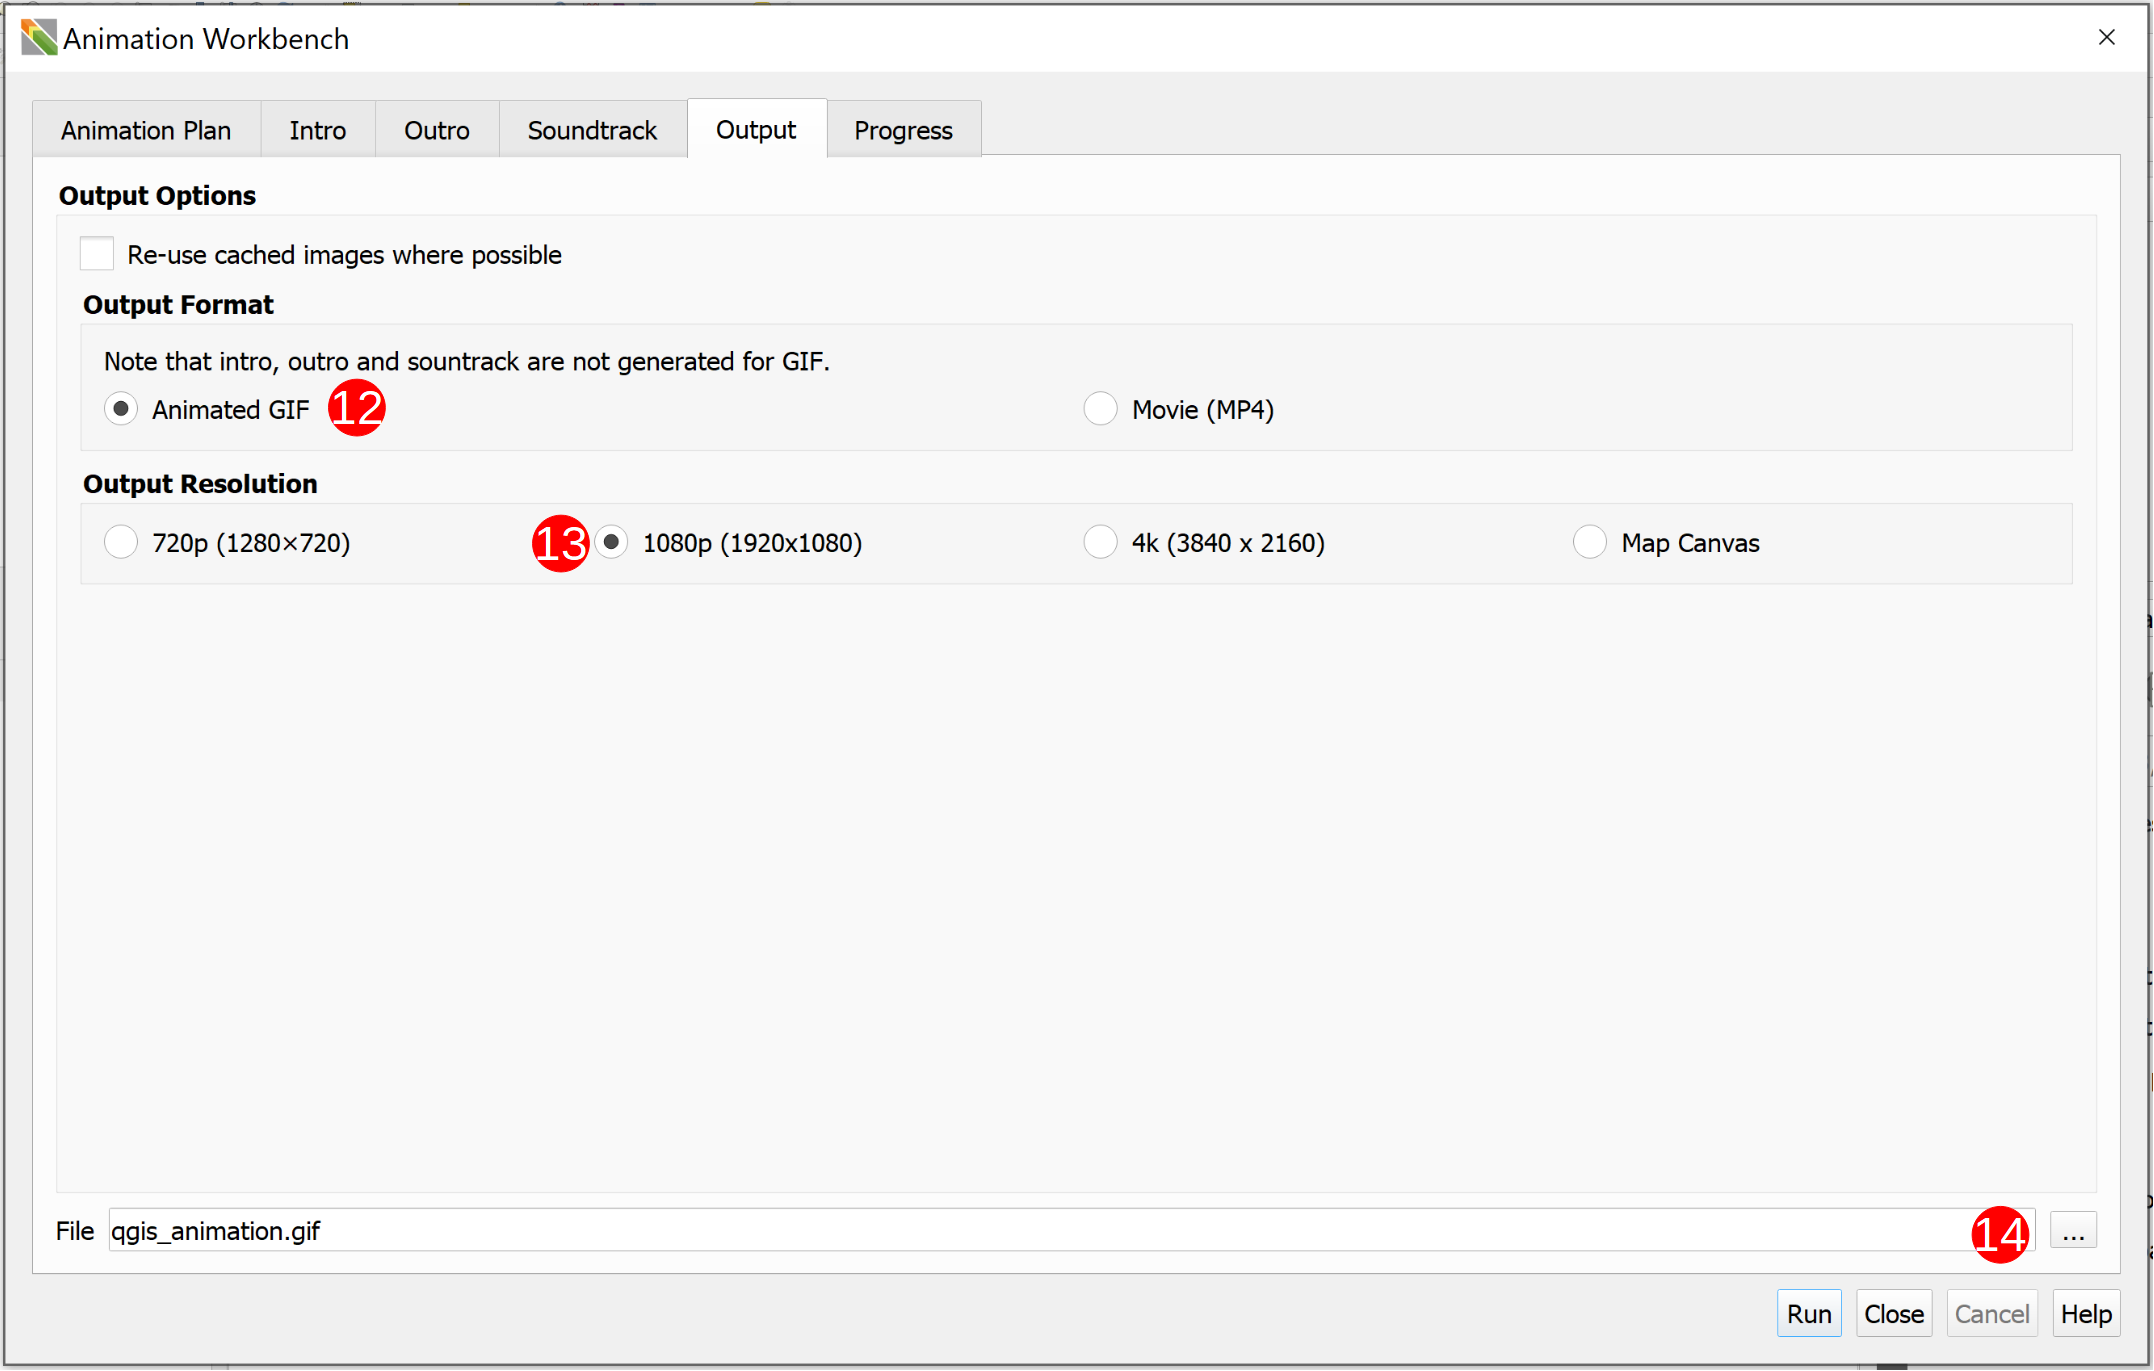 Animation Workbench
Animation Plan Intro Outro Soundtrack Output Progress
Output Options
Re-use cached images where possible
Output Format
Note that intro, outro and sountrack are not generated for GIF.
Animated GIF 12 Movie (MP4)
Output Resolution
720p (1280×720) 13 1080p (1920x1080) 4k (3840 x 2160) Map Canvas
File qgis_animation.gif 14 ...
Run Close Cancel Help